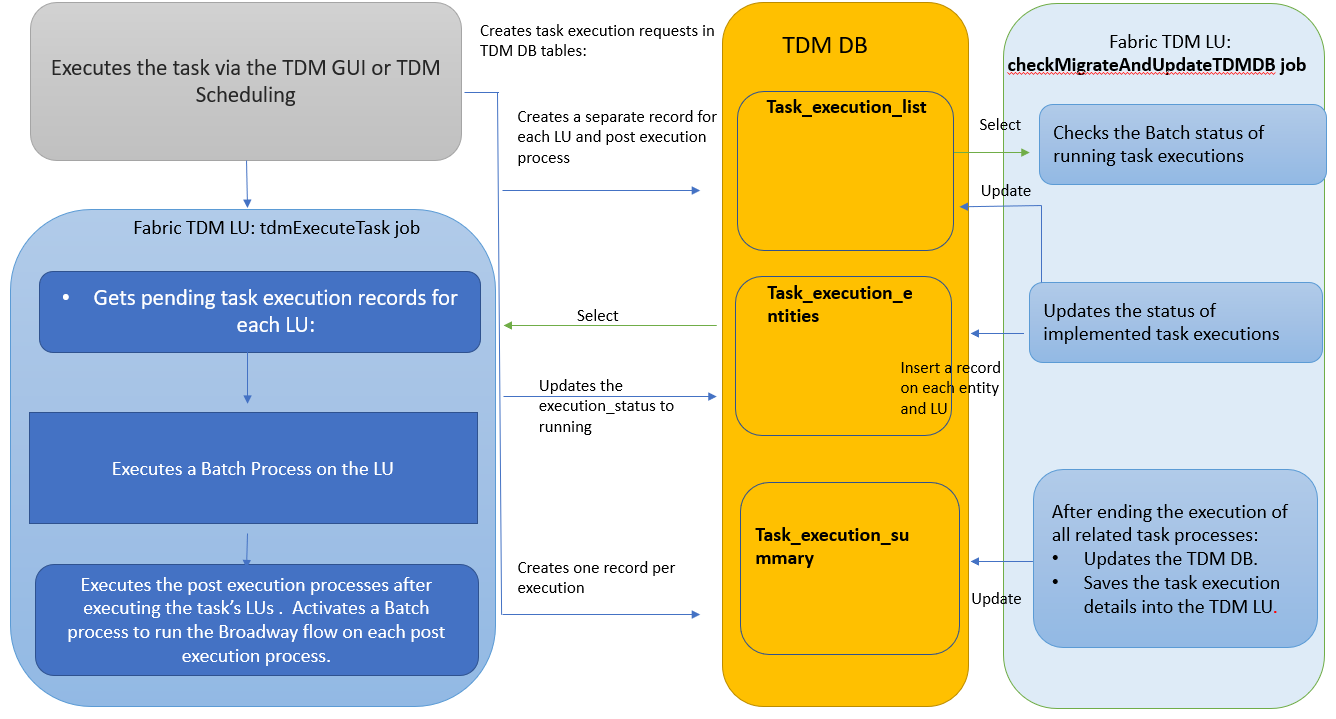 Executes the task via the TDM GUI or TDM
Scheduling
Creates task execution requests in
TDM DB tables:
Creates a separate record for
each LU and post execution
process
Fabric TDM LU: tdmExecuteTask job
• Gets pending task execution records for
each LU:
Executes a Batch Process on the LU
Executes the post execution processes after
executing the task’s LUs . Activates a Batch
process to run the Broadway flow on each post
execution process.
Select
Updates the
execution_status to
running
Creates one record per
execution
TDM DB
Task_execution_list
Task_execution_e
ntities
Insert a record
on each entity
and LU
Task_execution_su
mmary
Fabric TDM LU:
checkMigrateAndUpdateTDMDB job
Select
Checks the Batch status of
running task executions
Update
Updates the status of
implemented task executions
After ending the execution of
all related task processes:
• Updates the TDM DB.
• Saves the task execution
details into the TDM LU.
Update